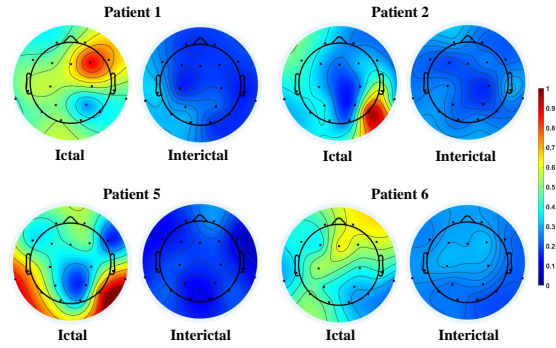 Patient 1
Patient 2
Ictal
Interictal
Ictal
Interictal
Patient 5
Patient 6
Ictal
Interictal
Ictal
Interictal
1
0.9
0.8
0.7
0.6
0.5
0.4
0.3
0.2
0.1
0